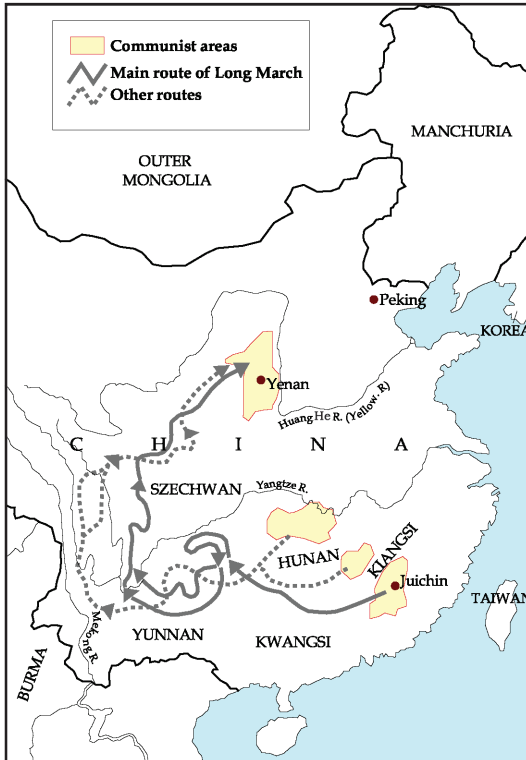 Communist areas
Main route of Long March
Other routes
MANCHURIA
OUTER
MONGOLIA
Peking
KOREA
Yenan
Huang He R. (Yellow. R)
C H I N A
SZECHWAN
Yangtze R.
HUNAN
KIANGSI
Juichin
TAIWAN
Mekong R.
YUNNAN
KWANGSI
BURMA